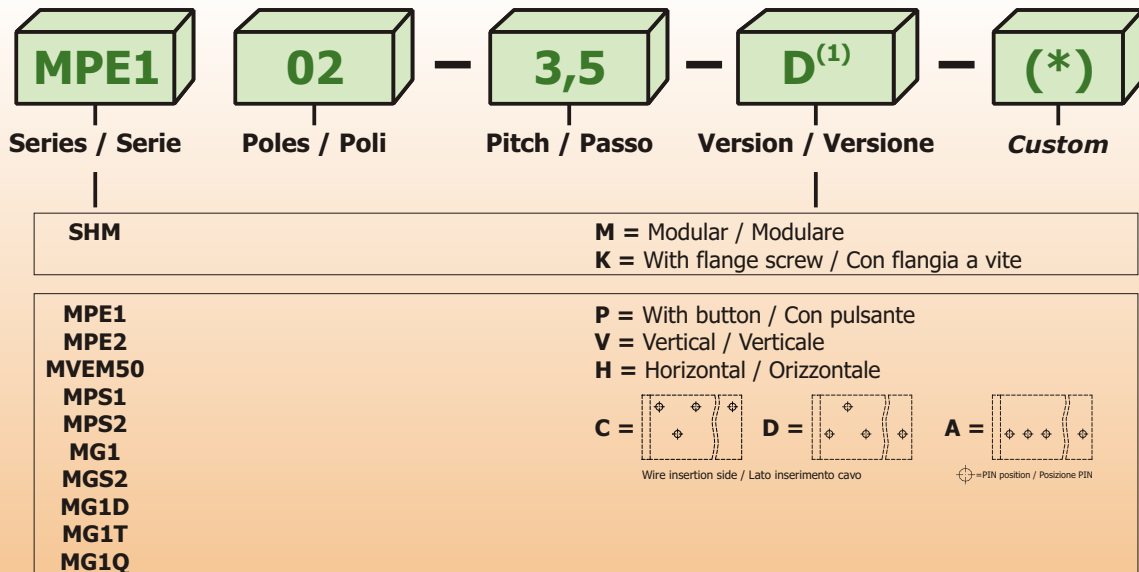 MPE1 02 – 3,5 – D(1) – (*)
Series / Serie Poles / Poli Pitch / Passo Version / Versione Custom
SHM
M = Modular / Modulare
K = With flange screw / Con flangia a vite
MPE1
MPE2
MVEM50
MPS1
MPS2
MG1
MGS2
MG1D
MG1T
MG1Q
P = With button / Con pulsante
V = Vertical / Verticale
H = Horizontal / Orizzontale
C = D = A =
Wire insertion side / Lato inserimento cavo
=PIN position / Posizione PIN